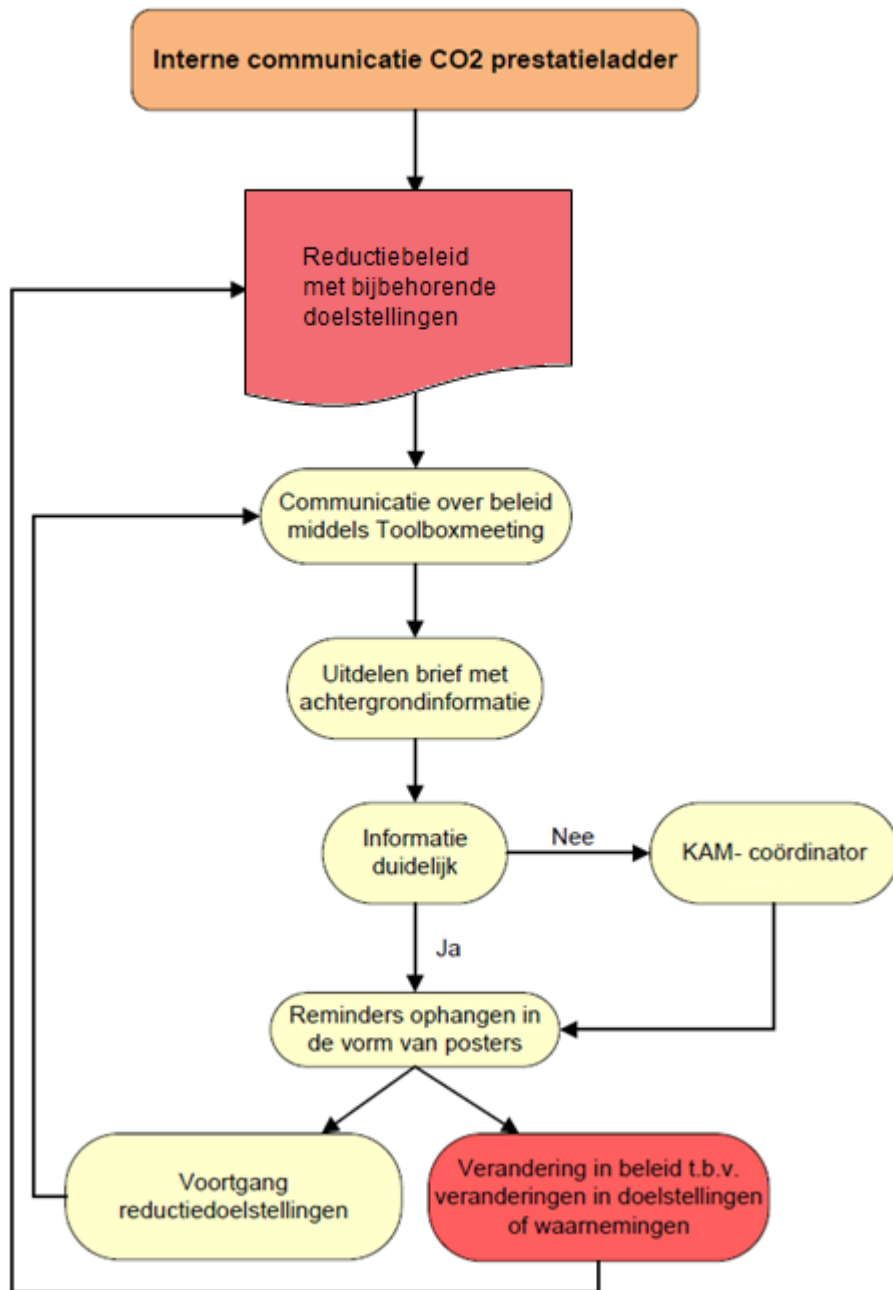 Interne communicatie CO2 prestatieladder
Reductiebeleid
met bijbehorende
doelstellingen
Communicatie over beleid
middels Toolboxmeeting
Uitdelen brief met
achtergrondinformatie
Informatie
duidelijk
Nee
KAM- coördinator
Ja
Reminders ophangen in
de vorm van posters
Voortgang
reductiedoelstellingen
Verandering in beleid t.b.v.
veranderingen in doelstellingen
of waarnemingen